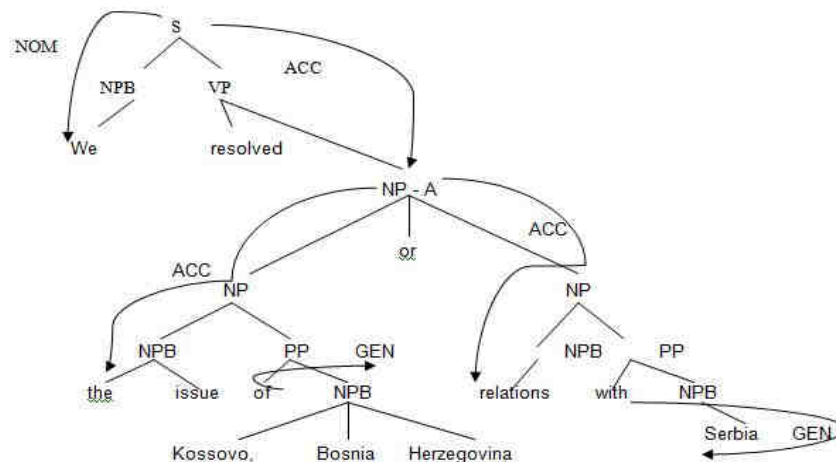 S
NOM
ACC
NPB VP
We resolved
NP - A
or
ACC
ACC
NP NP
NPB PP GEN NPB PP
the issue of NPB relations with NPB
Serbia GEN
Kossovo, Bosnia Herzegovina